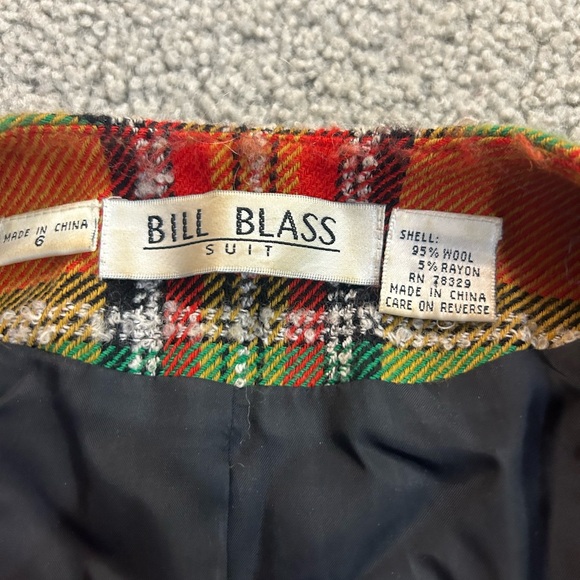 MADE IN CHINA
6
BILL BLASS
SUIT
SHELL:
95% WOOL
5% RAYON
RN 78329
MADE IN CHINA
CARE ON REVERSE